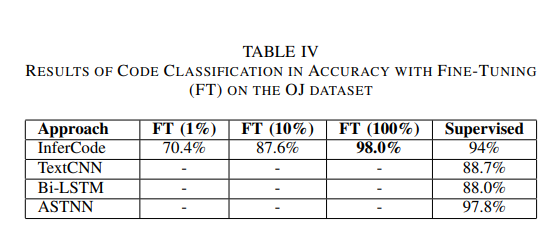 TABLE IV
RESULTS OF CODE CLASSIFICATION IN ACCURACY WITH FINE-TUNING
(FT) ON THE OJ DATASET
Approach FT (1%) FT (10%) FT (100%) Supervised
InferCode 70.4% 87.6% 98.0% 94%
TextCNN - - - 88.7%
Bi-LSTM - - - 88.0%
ASTNN - - - 97.8%